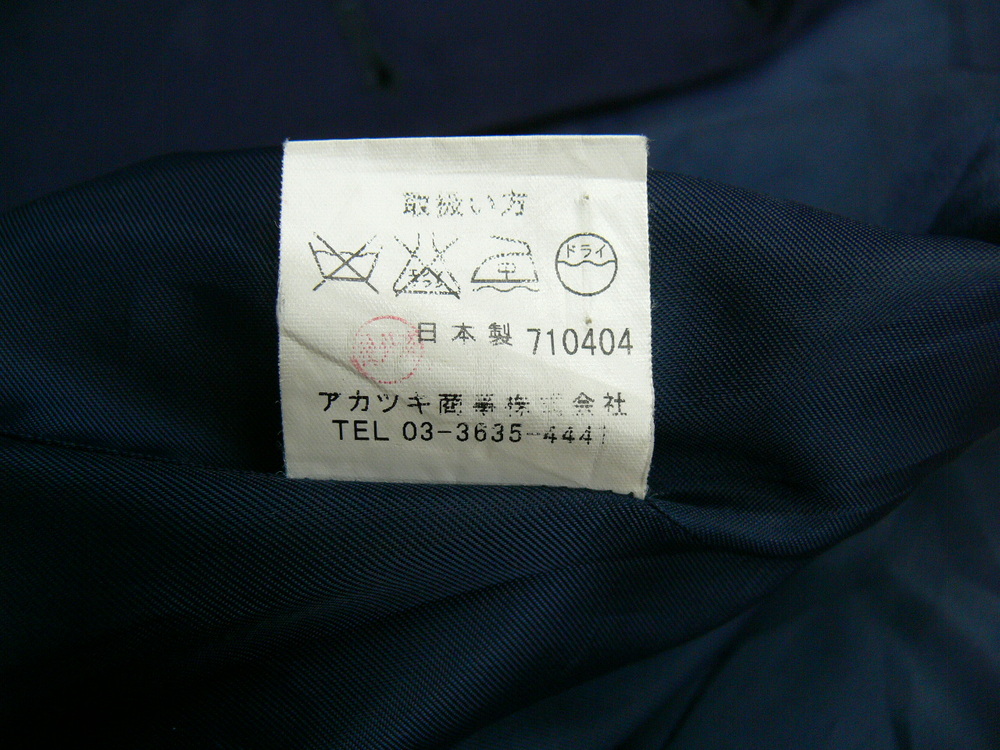 取扱い方
エンソ
中
ドライ
日本製 710404
アカツキ商事株式会社
TEL 03-3635-4441